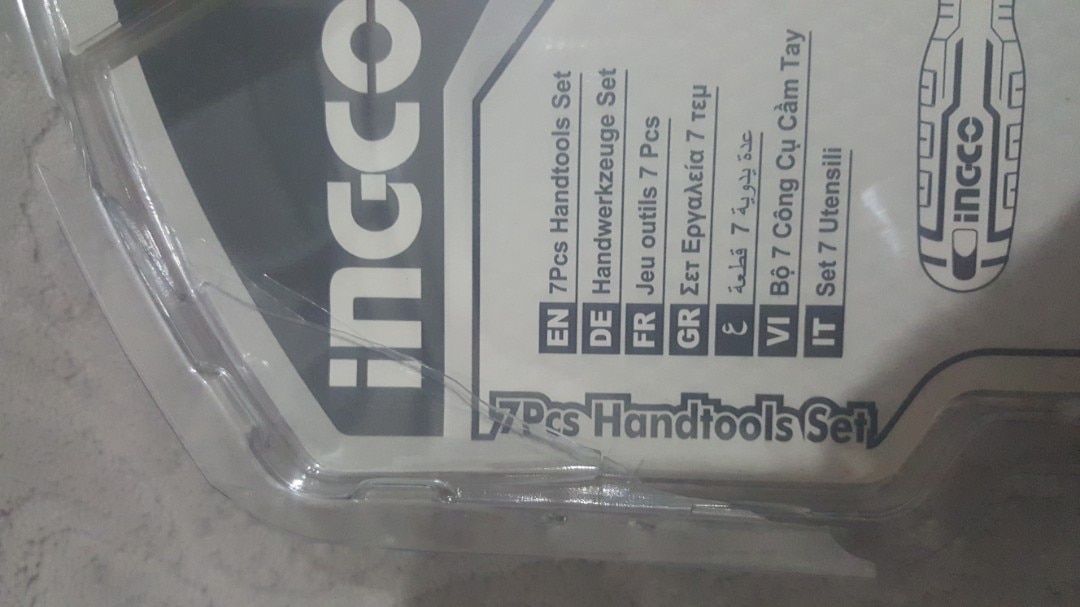 ingco
EN 7Pcs Handtools Set
DE Handwerkzeuge Set
FR Jeu outils 7 Pcs
GR Σετ Εργαλεία 7 τεμ
ع عدة يدوية 7 قطعة
VI Bộ 7 Công Cụ Cầm Tay
IT Set 7 Utensili
7Pcs Handtools Set
ingco